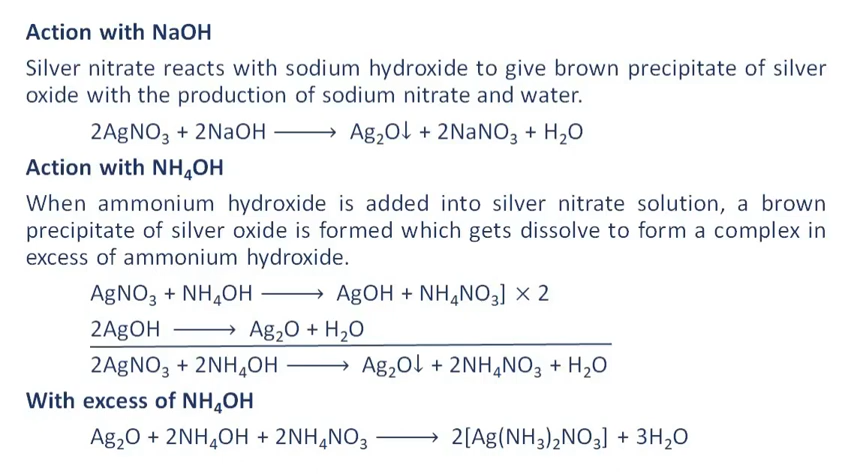 Action with NaOH
Silver nitrate reacts with sodium hydroxide to give brown precipitate of silver
oxide with the production of sodium nitrate and water.
2AgNO₃ + 2NaOH ⟶ Ag₂O↓ + 2NaNO₃ + H₂O
Action with NH₄OH
When ammonium hydroxide is added into silver nitrate solution, a brown
precipitate of silver oxide is formed which gets dissolve to form a complex in
excess of ammonium hydroxide.
AgNO₃ + NH₄OH ⟶ AgOH + NH₄NO₃] × 2
2AgOH ⟶ Ag₂O + H₂O
2AgNO₃ + 2NH₄OH ⟶ Ag₂O↓ + 2NH₄NO₃ + H₂O
With excess of NH₄OH
Ag₂O + 2NH₄OH + 2NH₄NO₃ ⟶ 2[Ag(NH₃)₂NO₃] + 3H₂O